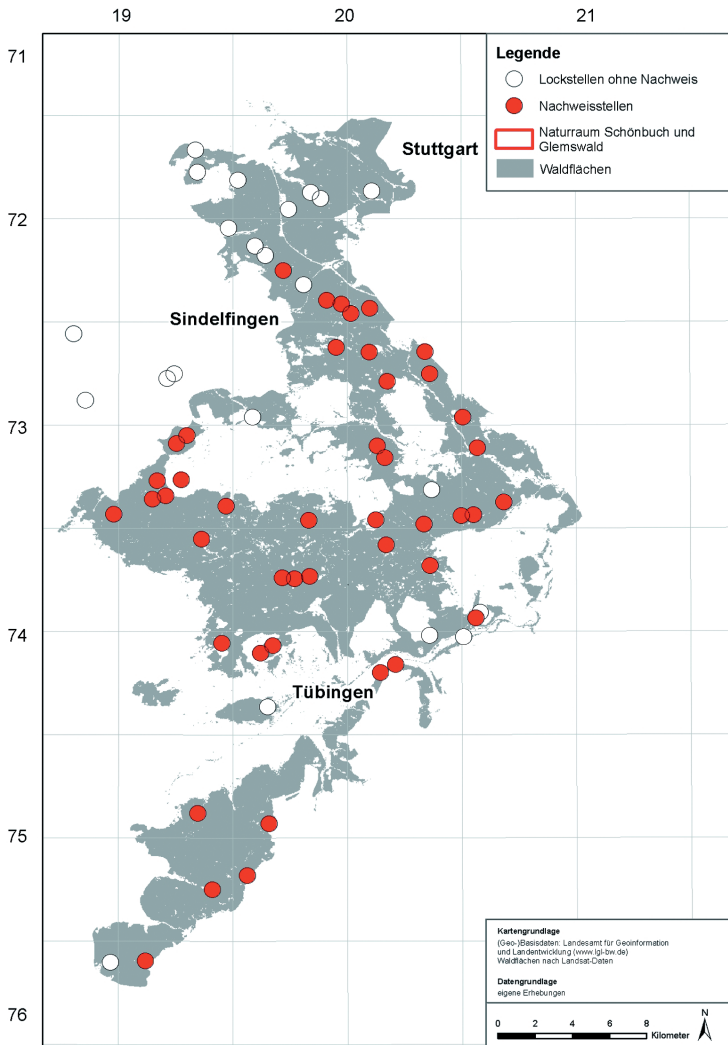 19 20 21
71
Legende
Lockstellen ohne Nachweis
Nachweisstellen
Naturraum Schönbuch und
Glemswald
Waldflächen
Stuttgart
72
Sindelfingen
73
74
Tübingen
75
76
Kartengrundlage
(Geo-)Basisdaten: Landesamt für Geoinformation
und Landentwicklung (www.lgl-bw.de)
Waldflächen nach Landsat-Daten
Datengrundlage
eigene Erhebungen
N
0 2 4 6 8
Kilometer